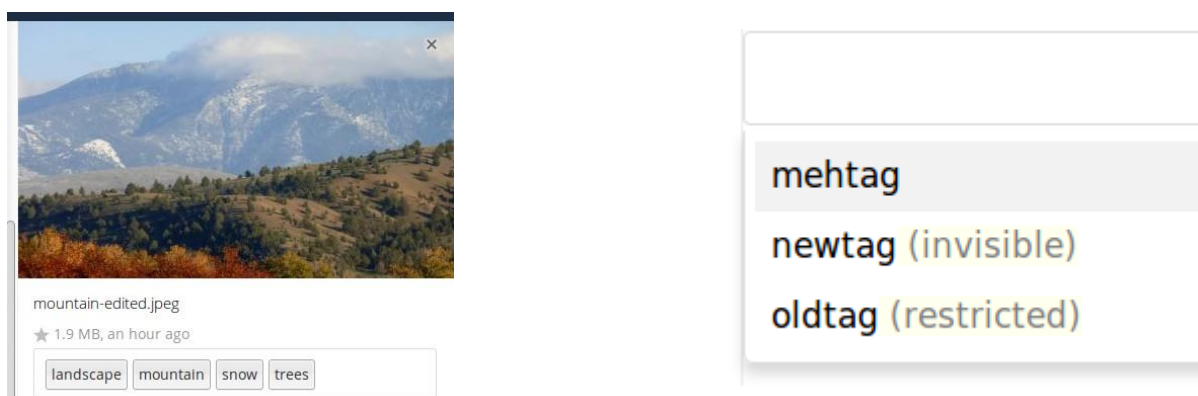 mountain-edited.jpeg
★ 1.9 MB, an hour ago
landscape mountain snow trees
mehtag
newtag (invisible)
oldtag (restricted)